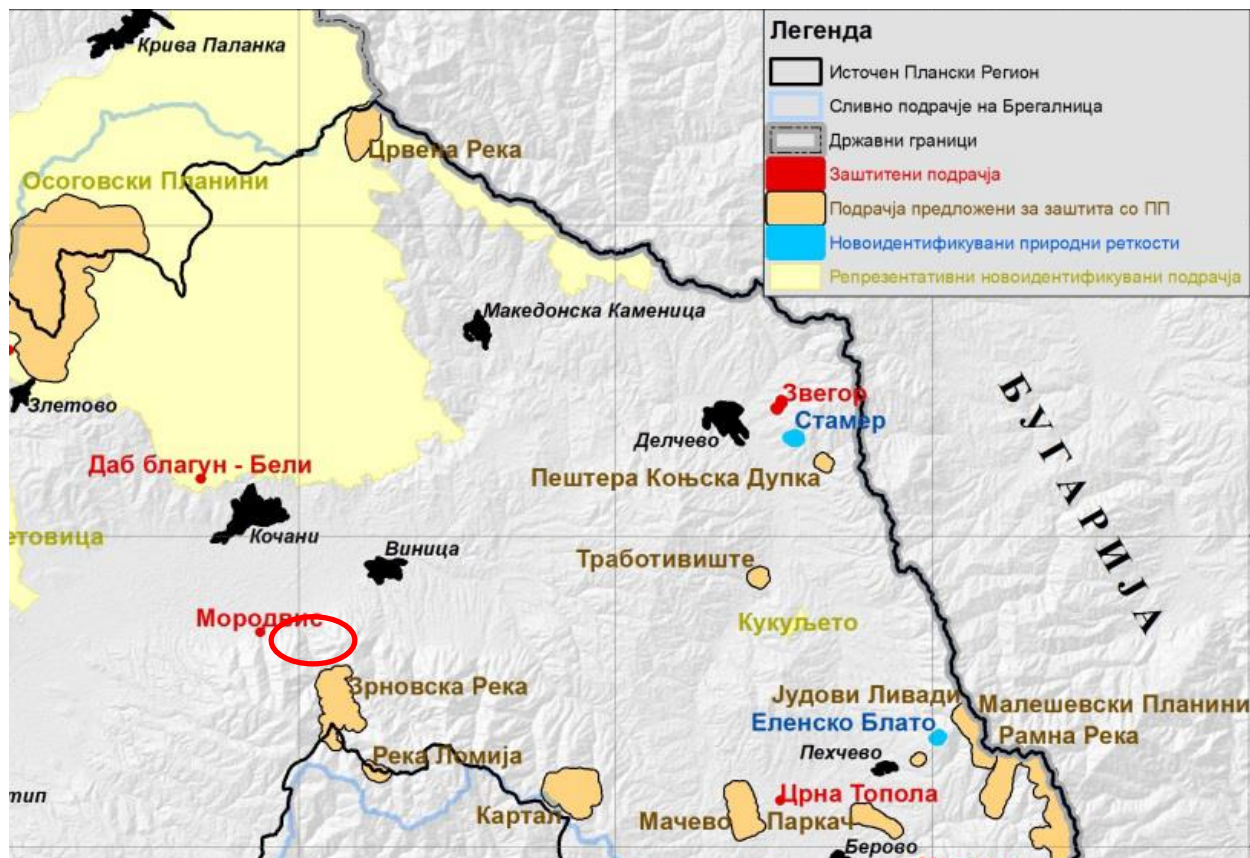 Легенда
Источен Плански Регион
Сливно подрачје на Брегалница
Државни граници
Заштитени подрачја
Подрачја предложени за заштита со ПП
Новоидентификувани природни реткости
Репрезентативни новоидентификувани подрачја
Крива Паланка
Црвена Река
Осоговски Планини
Македонска Каменица
БУГАРИЈА
Злетово
Звегор
Стамер
Делчево
Даб благун - Бели
Пештера Коњска Дупка
Кочани
етовица
Виница
Тработивиште
Мородвис
Кукуљето
Зрновска Река
Јудови Ливади
Малешевски Планини
Еленско Блато
Рамна Река
Река Ломија
Пехчево
тип
Картал
Црна Топола
Мачево
Паркач
Берово